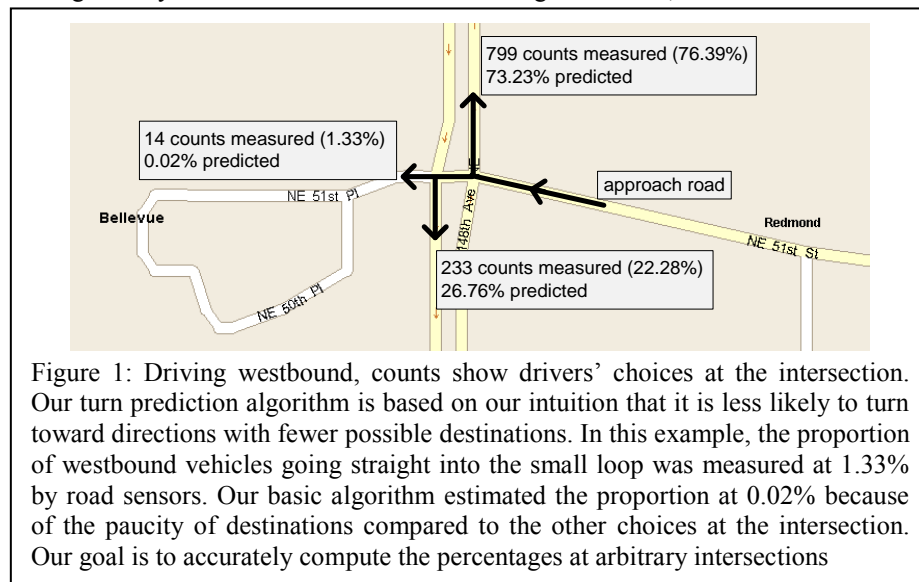 799 counts measured (76.39%)
73.23% predicted
14 counts measured (1.33%)
0.02% predicted
approach road
NE 51st Pl
Bellevue
148th Ave NE
Redmond
NE 51st St
233 counts measured (22.28%)
26.76% predicted
NE 50th Pl
Figure 1: Driving westbound, counts show drivers’ choices at the intersection.
Our turn prediction algorithm is based on our intuition that it is less likely to turn
toward directions with fewer possible destinations. In this example, the proportion
of westbound vehicles going straight into the small loop was measured at 1.33%
by road sensors. Our basic algorithm estimated the proportion at 0.02% because
of the paucity of destinations compared to the other choices at the intersection.
Our goal is to accurately compute the percentages at arbitrary intersections